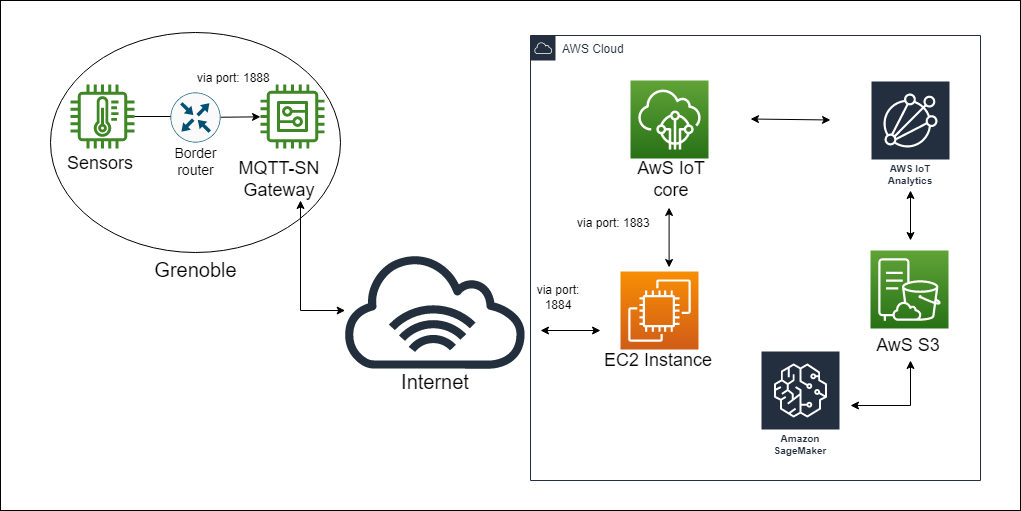 via port: 1888
Sensors
Border
router
MQTT-SN
Gateway
Grenoble
Internet
AWS Cloud
AwS IoT
core
AWS IoT
Analytics
via port: 1883
via port:
1884
EC2 Instance
AwS S3
Amazon
SageMaker